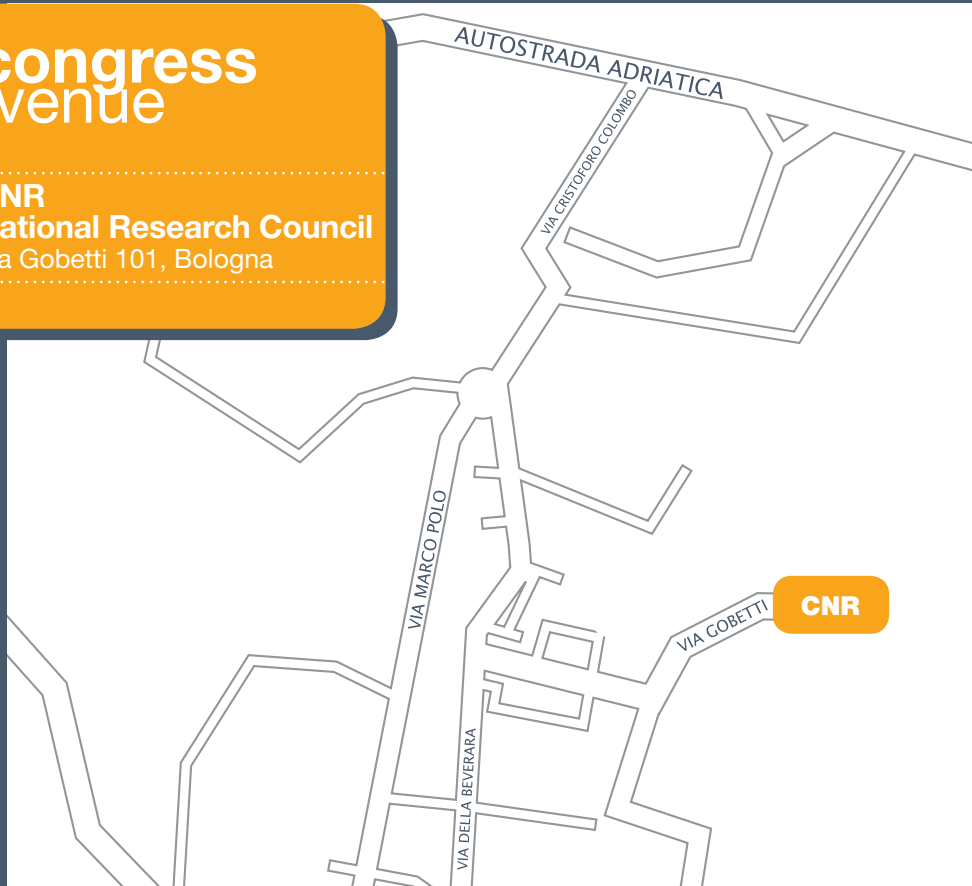 congress
venue
NR
ational Research Council
a Gobetti 101, Bologna
AUTOSTRADA ADRIATICA
VIA CRISTOFORO COLOMBO
VIA MARCO POLO
VIA GOBETTI
CNR
VIA DELLA BEVERARA